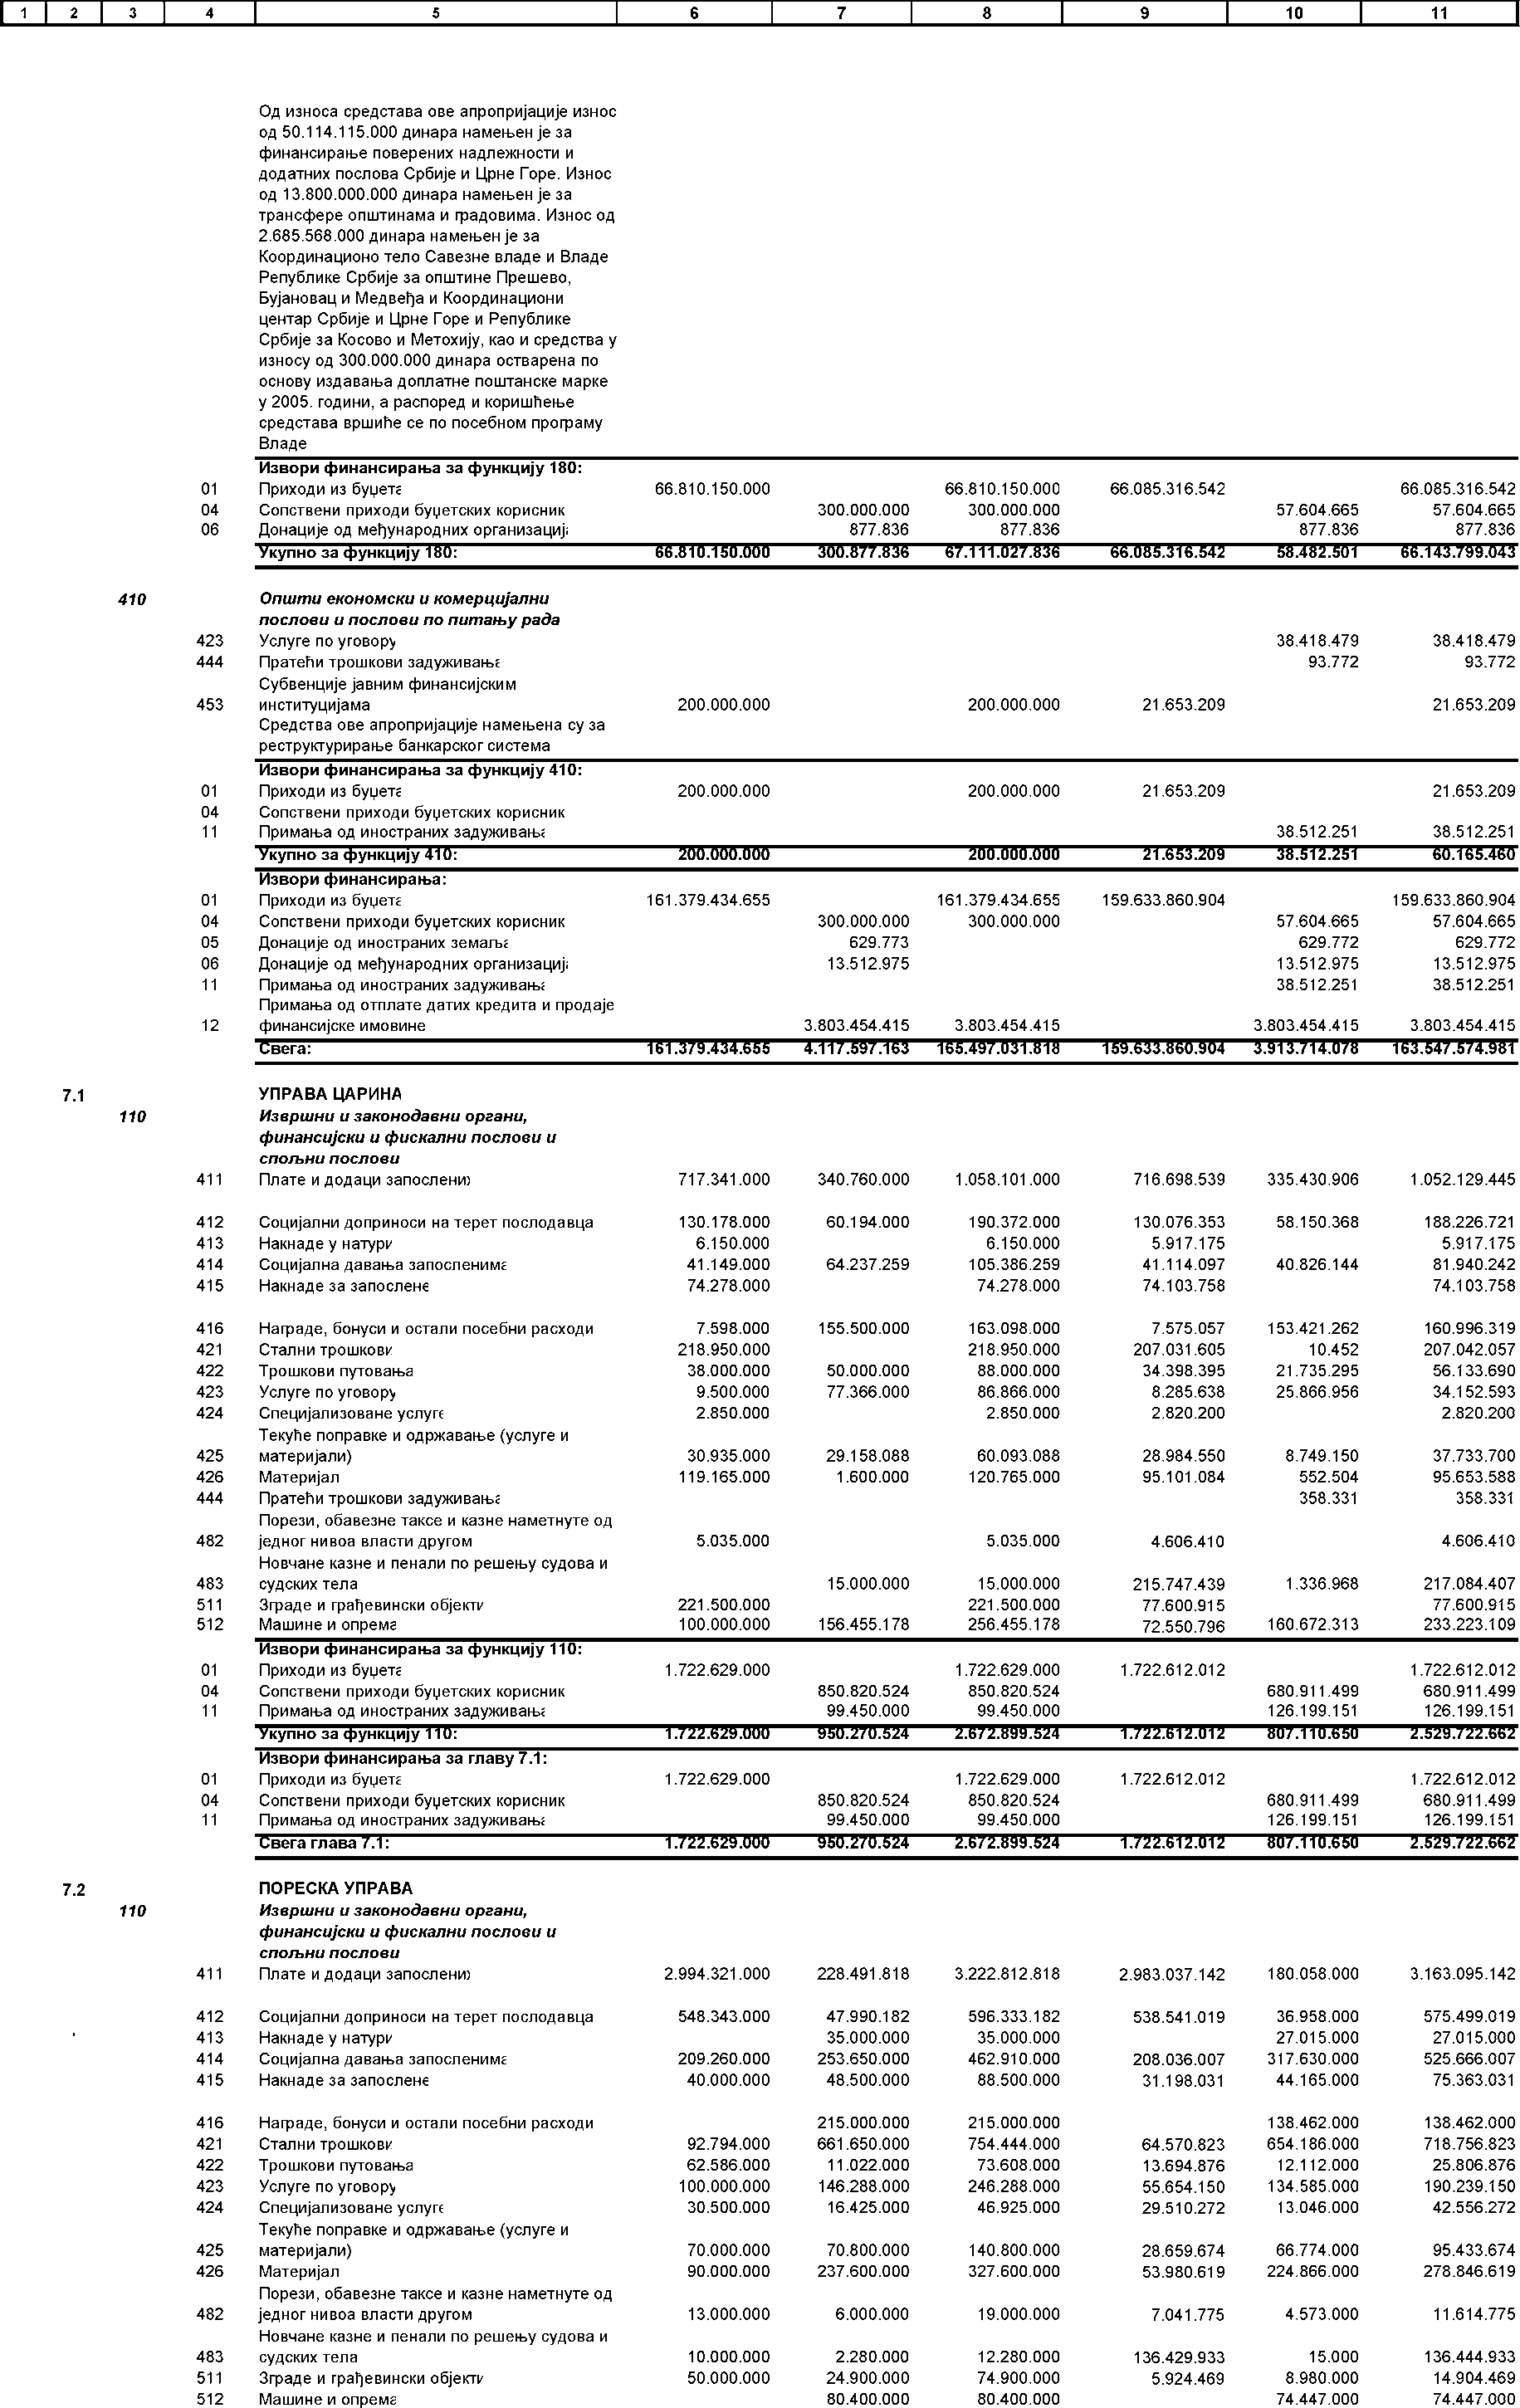 1 2 3 4 5 6 7 8 9 10 11
Од износа средстава ове апропријације износ
од 50.114.115.000 динара намењен је за
финансирање поверених надлежности и
додатних послова Србије и Црне Горе. Износ
од 13.800.000.000 динара намењен је за
трансфере општинама и градовима. Износ од
2.685.568.000 динара намењен је за
Координационо тело Савезне владе и Владе
Републике Србије за општине Прешево,
Бујановац и Медвеђа и Координациони
центар Србије и Црне Горе и Републике
Србије за Косово и Метохију, као и средства у
износу од 300.000.000 динара остварена по
основу издавања доплатне поштанске марке
у 2005. години, а распоред и коришћење
средстава вршиће се по посебном програму
Владе
Извори финансирања за функцију 180:
01 Приходи из буџета 66.810.150.000 66.810.150.000 66.085.316.542 66.085.316.542
04 Сопствени приходи буџетских корисник 300.000.000 300.000.000 57.604.665 57.604.665
06 Донације од међународних организациј 877.836 877.836 877.836 877.836
Укупно за функцију 180: 66.810.150.000 300.877.836 67.111.027.836 66.085.316.542 58.482.501 66.143.799.043
410 Општи економски и комерцијални
послови и послови по питању рада
423 Услуге по уговору 38.418.479 38.418.479
444 Пратећи трошкови задуживања 93.772 93.772
Субвенције јавним финансијским
453 институцијама 200.000.000 200.000.000 21.653.209 21.653.209
Средства ове апропријације намењена су за
реструктурирање банкарског система
Извори финансирања за функцију 410:
01 Приходи из буџета 200.000.000 200.000.000 21.653.209 21.653.209
04 Сопствени приходи буџетских корисник
11 Примања од иностраних задуживања 38.512.251 38.512.251
Укупно за функцију 410: 200.000.000 200.000.000 21.653.209 38.512.251 60.165.460
Извори финансирања:
01 Приходи из буџета 161.379.434.655 161.379.434.655 159.633.860.904 159.633.860.904
04 Сопствени приходи буџетских корисник 300.000.000 300.000.000 57.604.665 57.604.665
05 Донације од иностраних земаља 629.773 629.772 629.772
06 Донације од међународних организациј 13.512.975 13.512.975 13.512.975
11 Примања од иностраних задуживања 38.512.251 38.512.251
Примања од отплате датих кредита и продаје
12 финансијске имовине 3.803.454.415 3.803.454.415 3.803.454.415 3.803.454.415
Свега: 161.379.434.655 4.117.597.163 165.497.031.818 159.633.860.904 3.913.714.078 163.547.574.981
7.1 УПРАВА ЦАРИНА
110 Извршни и законодавни органи,
финансијски и фискални послови и
спољни послови
411 Плате и додаци запослених 717.341.000 340.760.000 1.058.101.000 716.698.539 335.430.906 1.052.129.445
412 Социјални доприноси на терет послодавца 130.178.000 60.194.000 190.372.000 130.076.353 58.150.368 188.226.721
413 Накнаде у натури 6.150.000 6.150.000 5.917.175 5.917.175
414 Социјална давања запосленима 41.149.000 64.237.259 105.386.259 41.114.097 40.826.144 81.940.242
415 Накнаде за запослене 74.278.000 74.278.000 74.103.758 74.103.758
416 Награде, бонуси и остали посебни расходи 7.598.000 155.500.000 163.098.000 7.575.057 153.421.262 160.996.319
421 Стални трошкови 218.950.000 218.950.000 207.031.605 10.452 207.042.057
422 Трошкови путовања 38.000.000 50.000.000 88.000.000 34.398.395 21.735.295 56.133.690
423 Услуге по уговору 9.500.000 77.366.000 86.866.000 8.285.638 25.866.956 34.152.593
424 Специјализоване услуге 2.850.000 2.850.000 2.820.200 2.820.200
Текуће поправке и одржавање (услуге и
425 материјали) 30.935.000 29.158.088 60.093.088 28.984.550 8.749.150 37.733.700
426 Материјал 119.165.000 1.600.000 120.765.000 95.101.084 552.504 95.653.588
444 Пратећи трошкови задуживања 358.331 358.331
Порези, обавезне таксе и казне наметнуте од
482 једног нивоа власти другом 5.035.000 5.035.000 4.606.410 4.606.410
Новчане казне и пенали по решењу судова и
483 судских тела 15.000.000 15.000.000 215.747.439 1.336.968 217.084.407
511 Зграде и грађевински објекти 221.500.000 221.500.000 77.600.915 77.600.915
512 Машине и опрема 100.000.000 156.455.178 256.455.178 72.550.796 160.672.313 233.223.109
Извори финансирања за функцију 110:
01 Приходи из буџета 1.722.629.000 1.722.629.000 1.722.612.012 1.722.612.012
04 Сопствени приходи буџетских корисник 850.820.524 850.820.524 680.911.499 680.911.499
11 Примања од иностраних задуживања 99.450.000 99.450.000 126.199.151 126.199.151
Укупно за функцију 110: 1.722.629.000 950.270.524 2.672.899.524 1.722.612.012 807.110.650 2.529.722.662
Извори финансирања за главу 7.1:
01 Приходи из буџета 1.722.629.000 1.722.629.000 1.722.612.012 1.722.612.012
04 Сопствени приходи буџетских корисник 850.820.524 850.820.524 680.911.499 680.911.499
11 Примања од иностраних задуживања 99.450.000 99.450.000 126.199.151 126.199.151
Свега глава 7.1: 1.722.629.000 950.270.524 2.672.899.524 1.722.612.012 807.110.650 2.529.722.662
7.2 ПОРЕСКА УПРАВА
110 Извршни и законодавни органи,
финансијски и фискални послови и
спољни послови
411 Плате и додаци запослених 2.994.321.000 228.491.818 3.222.812.818 2.983.037.142 180.058.000 3.163.095.142
412 Социјални доприноси на терет послодавца 548.343.000 47.990.182 596.333.182 538.541.019 36.958.000 575.499.019
413 Накнаде у натури 35.000.000 35.000.000 27.015.000 27.015.000
414 Социјална давања запосленима 209.260.000 253.650.000 462.910.000 208.036.007 317.630.000 525.666.007
415 Накнаде за запослене 40.000.000 48.500.000 88.500.000 31.198.031 44.165.000 75.363.031
416 Награде, бонуси и остали посебни расходи 215.000.000 215.000.000 138.462.000 138.462.000
421 Стални трошкови 92.794.000 661.650.000 754.444.000 64.570.823 654.186.000 718.756.823
422 Трошкови путовања 62.586.000 11.022.000 73.608.000 13.694.876 12.112.000 25.806.876
423 Услуге по уговору 100.000.000 146.288.000 246.288.000 55.654.150 134.585.000 190.239.150
424 Специјализоване услуге 30.500.000 16.425.000 46.925.000 29.510.272 13.046.000 42.556.272
Текуће поправке и одржавање (услуге и
425 материјали) 70.000.000 70.800.000 140.800.000 28.659.674 66.774.000 95.433.674
426 Материјал 90.000.000 237.600.000 327.600.000 53.980.619 224.866.000 278.846.619
Порези, обавезне таксе и казне наметнуте од
482 једног нивоа власти другом 13.000.000 6.000.000 19.000.000 7.041.775 4.573.000 11.614.775
Новчане казне и пенали по решењу судова и
483 судских тела 10.000.000 2.280.000 12.280.000 136.429.933 15.000 136.444.933
511 Зграде и грађевински објекти 50.000.000 24.900.000 74.900.000 5.924.469 8.980.000 14.904.469
512 Машине и опрема 80.400.000 80.400.000 74.447.000 74.447.000